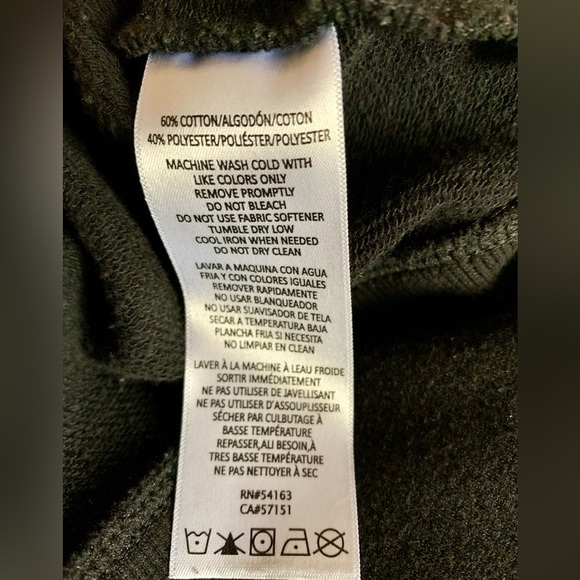 60% COTTON/ALGODÓN/COTON
40% POLYESTER/POLIÉSTER/POLYESTER
MACHINE WASH COLD WITH
LIKE COLORS ONLY
REMOVE PROMPTLY
DO NOT BLEACH
DO NOT USE FABRIC SOFTENER
TUMBLE DRY LOW
COOL IRON WHEN NEEDED
DO NOT DRY CLEAN
LAVAR A MAQUINA CON AGUA
FRIA Y CON COLORES IGUALES
REMOVER RAPIDAMENTE
NO USAR BLANQUEADOR
NO USAR SUAVISADOR DE TELA
SECAR A TEMPERATURA BAJA
PLANCHA FRIA SI NECESITA
NO LIMPIAR EN CLEAN
LAVER À LA MACHINE À LEAU FROIDE
SORTIR IMMÉDIATEMENT
NE PAS UTILISER DE JAVELLISANT
NE PAS UTILISER D'ASSOUPLISSEUR
SÉCHER PAR CULBUTAGE À
BASSE TEMPÉRATURE
REPASSER,AU BESOIN,À
TRES BASSE TEMPÉRATURE
NE PAS NETTOYER À SEC
RN#54163
CA#57151